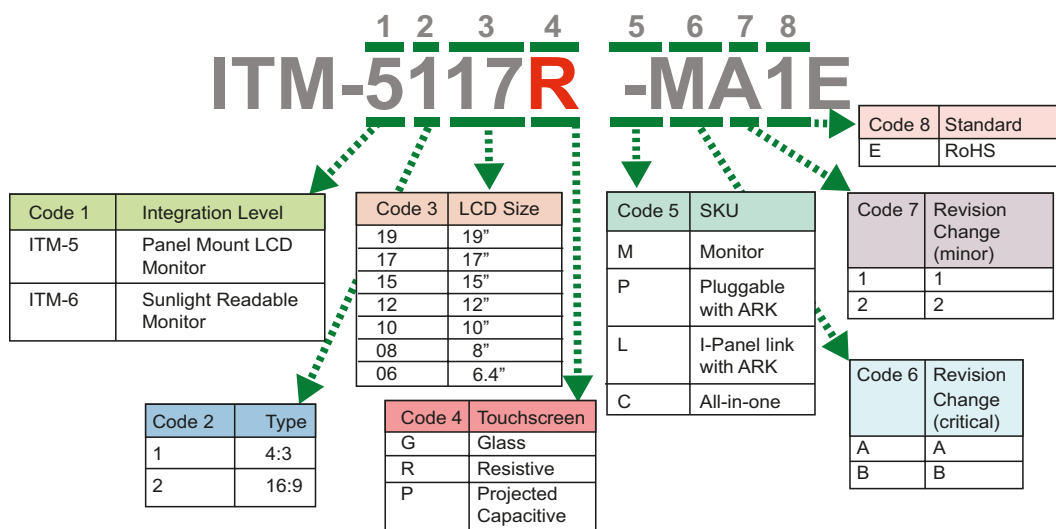 1 2 3 4 5 6 7 8
ITM-5117R -MA1E
Code 8 Standard
E RoHS
Code 1 Integration Level
ITM-5 Panel Mount LCD
Monitor
ITM-6 Sunlight Readable
Monitor
Code 3 LCD Size
19 19”
17 17”
15 15”
12 12”
10 10”
08 8”
06 6.4”
Code 5 SKU
M Monitor
P Pluggable
with ARK
L I-Panel link
with ARK
C All-in-one
Code 7 Revision
Change
(minor)
1 1
2 2
Code 6 Revision
Change
(critical)
A A
B B
Code 2 Type
1 4:3
2 16:9
Code 4 Touchscreen
G Glass
R Resistive
P Projected
Capacitive